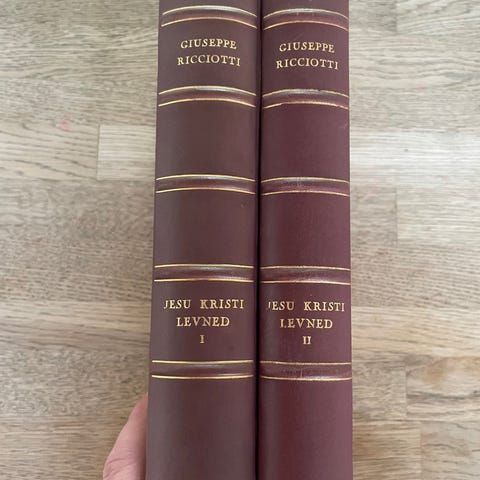 GIUSEPPE
RICCIOTTI
JESU KRISTI
LEVNED
I
GIUSEPPE
RICCIOTTI
JESU KRISTI
LEVNED
II